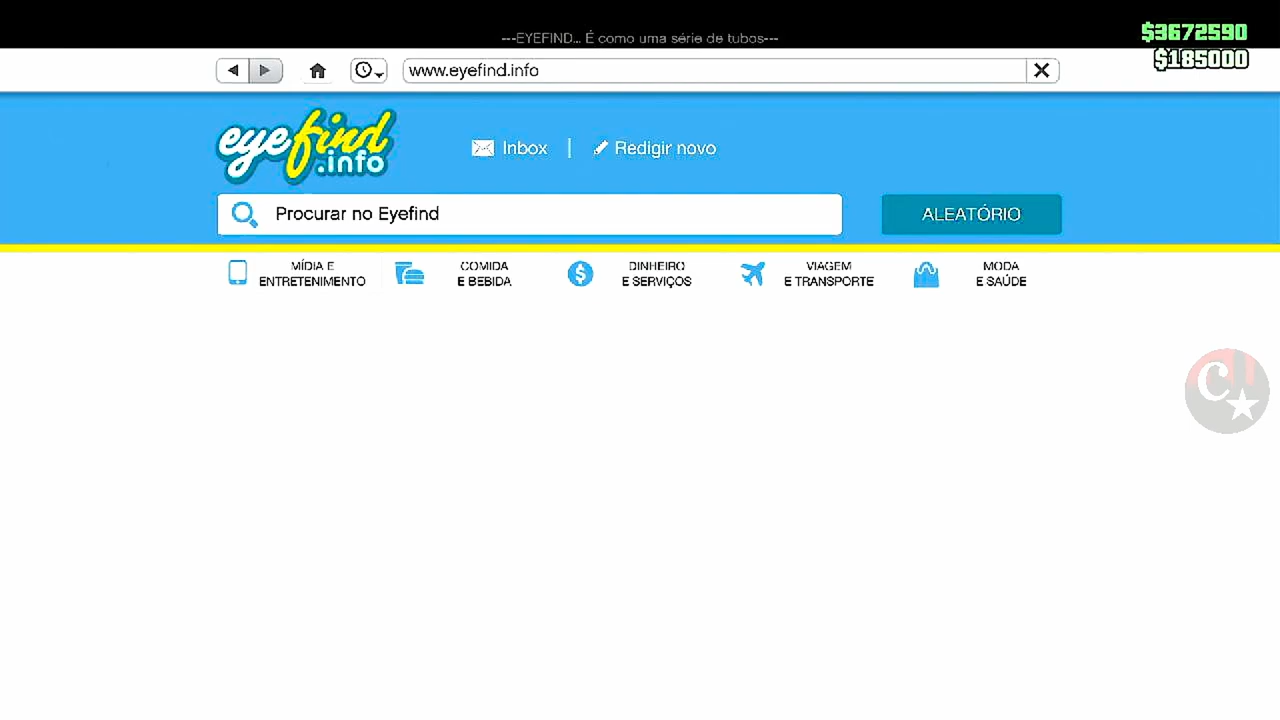 ---EYEFIND... É como uma série de tubos---
$3672590
$185000
www.eyefind.info
eyefind
.info
Inbox | Redigir novo
Procurar no Eyefind
ALEATÓRIO
MÍDIA E
ENTRETENIMENTO
COMIDA
E BEBIDA
DINHEIRO
E SERVIÇOS
VIAGEM
E TRANSPORTE
MODA
E SAÚDE
C